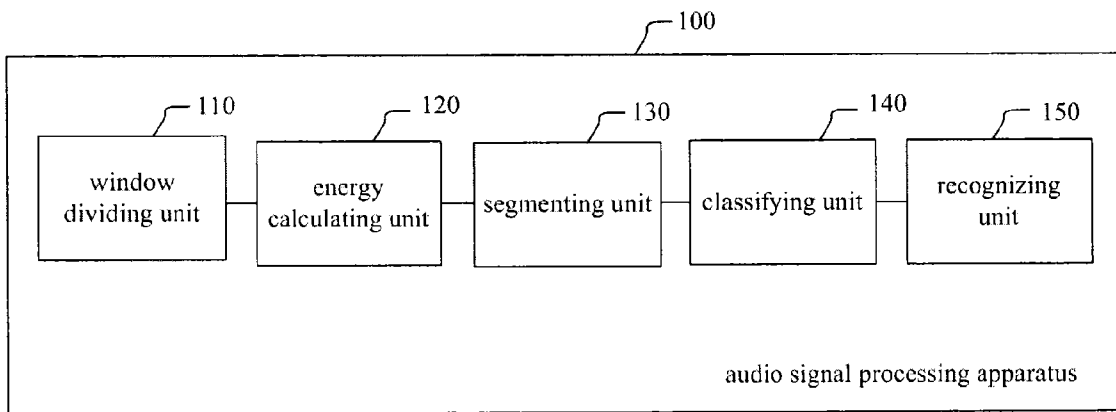 100
110
120
130
140
150
window
dividing unit
energy
calculating unit
segmenting unit
classifying unit
recognizing
unit
audio signal processing apparatus